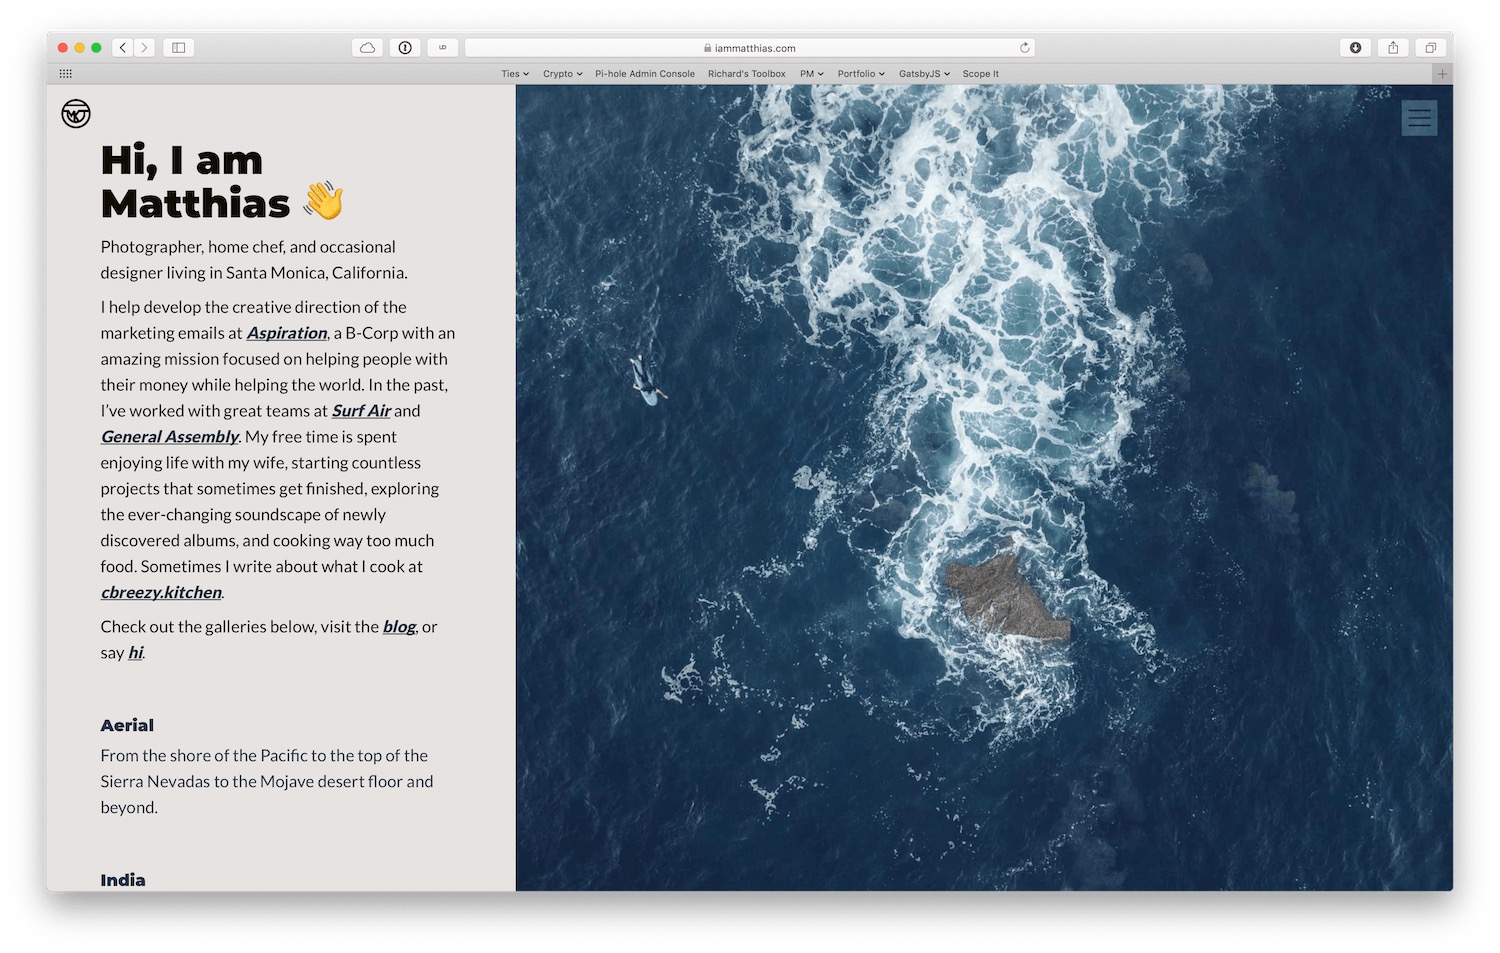 iammatthias.com
Ties
Crypto
Pi-hole Admin Console
Richard's Toolbox
PM
Portfolio
GatsbyJS
Scope It
Hi, I am
Matthias 👋
Photographer, home chef, and occasional
designer living in Santa Monica, California.
I help develop the creative direction of the
marketing emails at Aspiration, a B-Corp with an
amazing mission focused on helping people with
their money while helping the world. In the past,
I’ve worked with great teams at Surf Air and
General Assembly. My free time is spent
enjoying life with my wife, starting countless
projects that sometimes get finished, exploring
the ever-changing soundscape of newly
discovered albums, and cooking way too much
food. Sometimes I write about what I cook at
cbreezy.kitchen.
Check out the galleries below, visit the blog, or
say hi.
Aerial
From the shore of the Pacific to the top of the
Sierra Nevadas to the Mojave desert floor and
beyond.
India